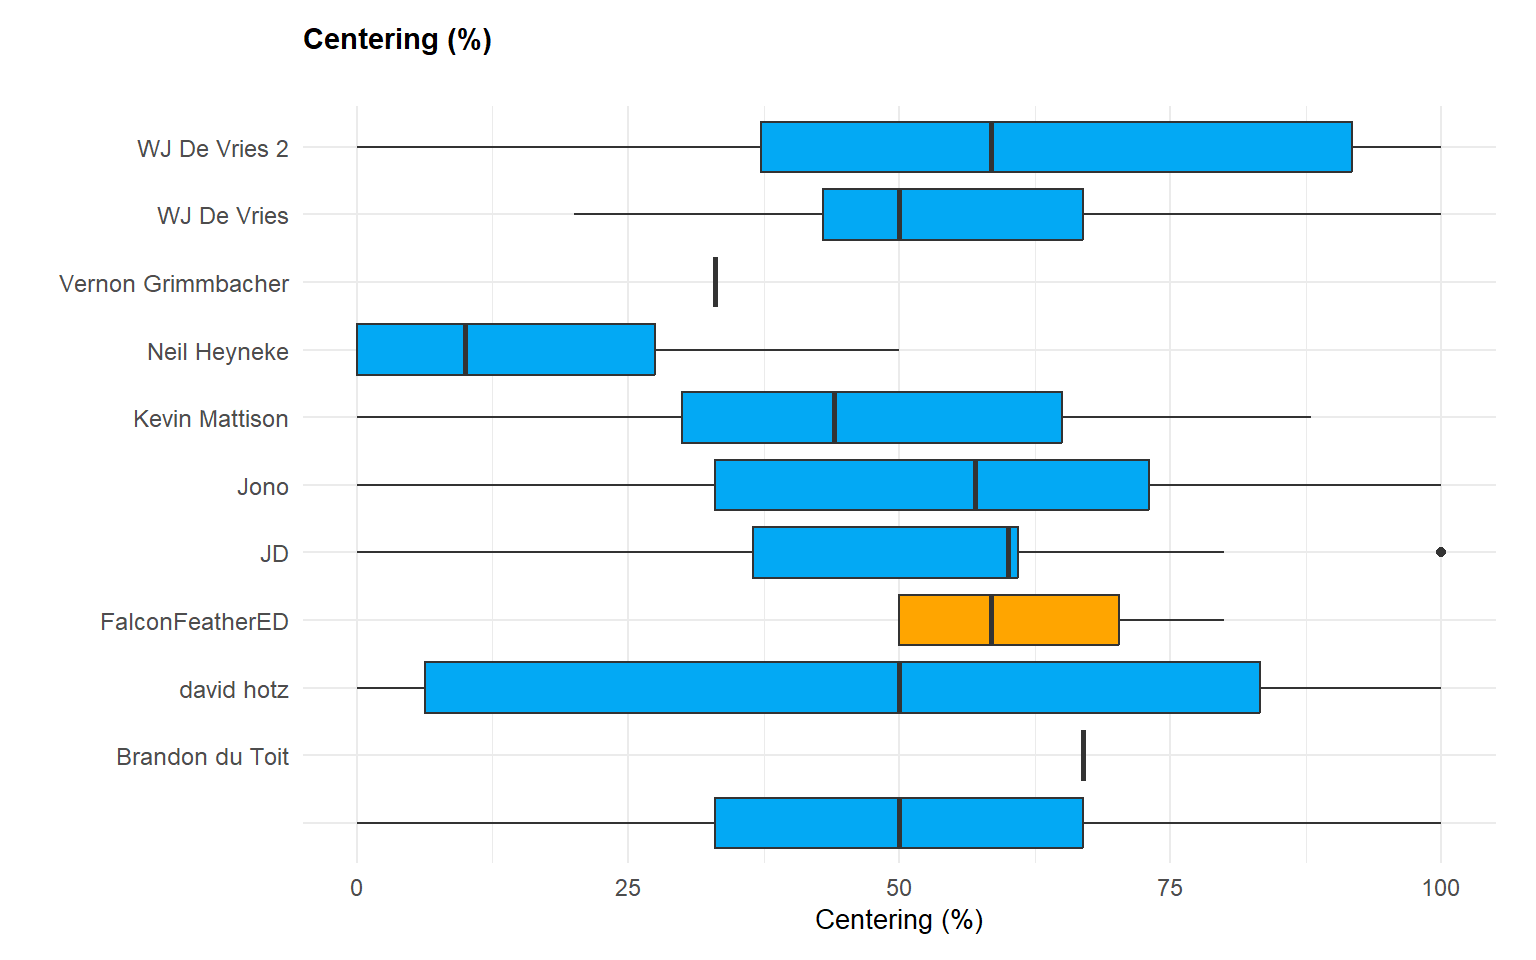 Centering (%)
WJ De Vries 2
WJ De Vries
Vernon Grimmbacher
Neil Heyneke
Kevin Mattison
Jono
JD
FalconFeatherED
david hotz
Brandon du Toit
0 25 50 75 100
Centering (%)